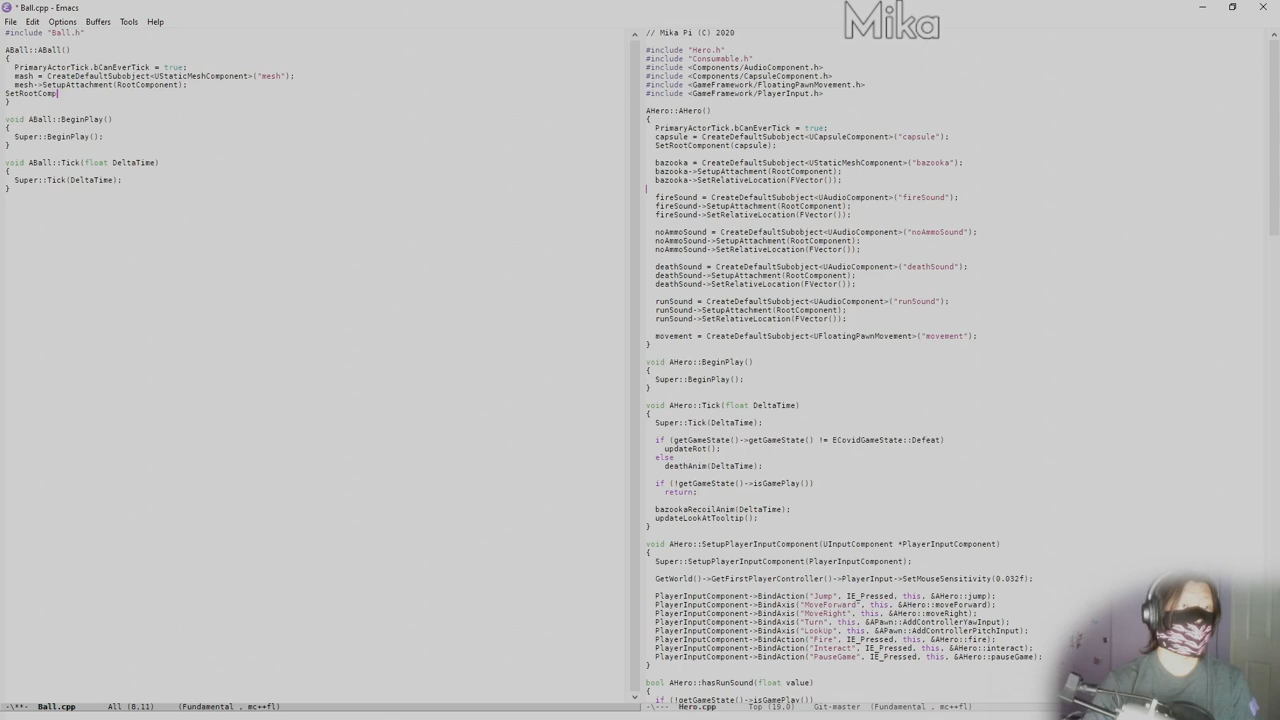 * Ball.cpp - Emacs
File Edit Options Buffers Tools Help
#include "Ball.h"
ABall::ABall()
{
PrimaryActorTick.bCanEverTick = true;
mash = CreateDefaultSubobject<UStaticMeshComponent>("mesh");
mesh->SetupAttachment(RootComponent);
SetRootComp
}
void ABall::BeginPlay()
{
Super::BeginPlay();
}
void ABall::Tick(float DeltaTime)
{
Super::Tick(DeltaTime);
}
-\**- Ball.cpp All (8,11) (Fundamental , mc++fl)
Mika
// Mika Pi (C) 2020
#include "Hero.h"
#include "Consumable.h"
#include <Components/AudioComponent.h>
#include <Components/CapsuleComponent.h>
#include <GameFramework/FloatingPawnMovement.h>
#include <GameFramework/PlayerInput.h>
AHero::AHero()
{
PrimaryActorTick.bCanEverTick = true;
capsule = CreateDefaultSubobject<UCapsuleComponent>("capsule");
SetRootComponent(capsule);
bazooka = CreateDefaultSubobject<UStaticMeshComponent>("bazooka");
bazooka->SetupAttachment(RootComponent);
bazooka->SetRelativeLocation(FVector());
fireSound = CreateDefaultSubobject<UAudioComponent>("fireSound");
fireSound->SetupAttachment(RootComponent);
fireSound->SetRelativeLocation(FVector());
noAmmoSound = CreateDefaultSubobject<UAudioComponent>("noAmmoSound");
noAmmoSound->SetupAttachment(RootComponent);
noAmmoSound->SetRelativeLocation(FVector());
deathSound = CreateDefaultSubobject<UAudioComponent>("deathSound");
deathSound->SetupAttachment(RootComponent);
deathSound->SetRelativeLocation(FVector());
runSound = CreateDefaultSubobject<UAudioComponent>("runSound");
runSound->SetupAttachment(RootComponent);
runSound->SetRelativeLocation(FVector());
movement = CreateDefaultSubobject<UFloatingPawnMovement>("movement");
}
void AHero::BeginPlay()
{
Super::BeginPlay();
}
void AHero::Tick(float DeltaTime)
{
Super::Tick(DeltaTime);
if (getGameState()->getGameState() != ECovidGameState::Defeat)
updateRot();
else
deathAnim(DeltaTime);
if (!getGameState()->isGamePlay())
return;
bazookaRecoilAnim(DeltaTime);
updateLookAtTooltip();
}
void AHero::SetupPlayerInputComponent(UInputComponent *PlayerInputComponent)
{
Super::SetupPlayerInputComponent(PlayerInputComponent);
GetWorld()->GetFirstPlayerController()->PlayerInput->SetMouseSensitivity(0.032f);
PlayerInputComponent->BindAction("Jump", IE_Pressed, this, &AHero::jump);
PlayerInputComponent->BindAxis("MoveForward", this, &AHero::moveForward);
PlayerInputComponent->BindAxis("MoveRight", this, &AHero::moveRight);
PlayerInputComponent->BindAxis("Turn", this, &APawn::AddControllerYawInput);
PlayerInputComponent->BindAxis("LookUp", this, &APawn::AddControllerPitchInput);
PlayerInputComponent->BindAction("Fire", IE_Pressed, this, &AHero::fire);
PlayerInputComponent->BindAction("Interact", IE_Pressed, this, &AHero::interact);
PlayerInputComponent->BindAction("PauseGame", IE_Pressed, this, &AHero::pauseGame);
}
bool AHero::hasRunSound(float value)
{
if (!getGameState()->isGamePlay())
-\--- Hero.cpp Top (19,0) Git-master (Fundamental , mc++fl)